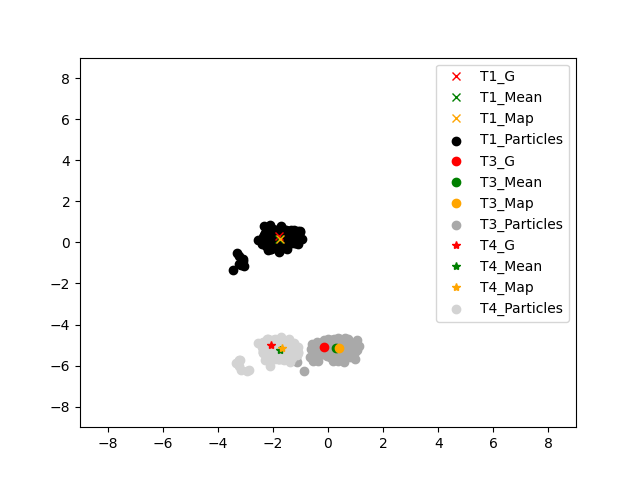 8
6
4
2
0
−2
−4
−6
−8
−8
−6
−4
−2
0
2
4
6
8
T1_G
T1_Mean
T1_Map
T1_Particles
T3_G
T3_Mean
T3_Map
T3_Particles
T4_G
T4_Mean
T4_Map
T4_Particles